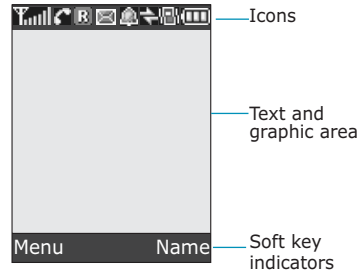 R
Icons
Text and
graphic area
Menu Name
Soft key
indicators